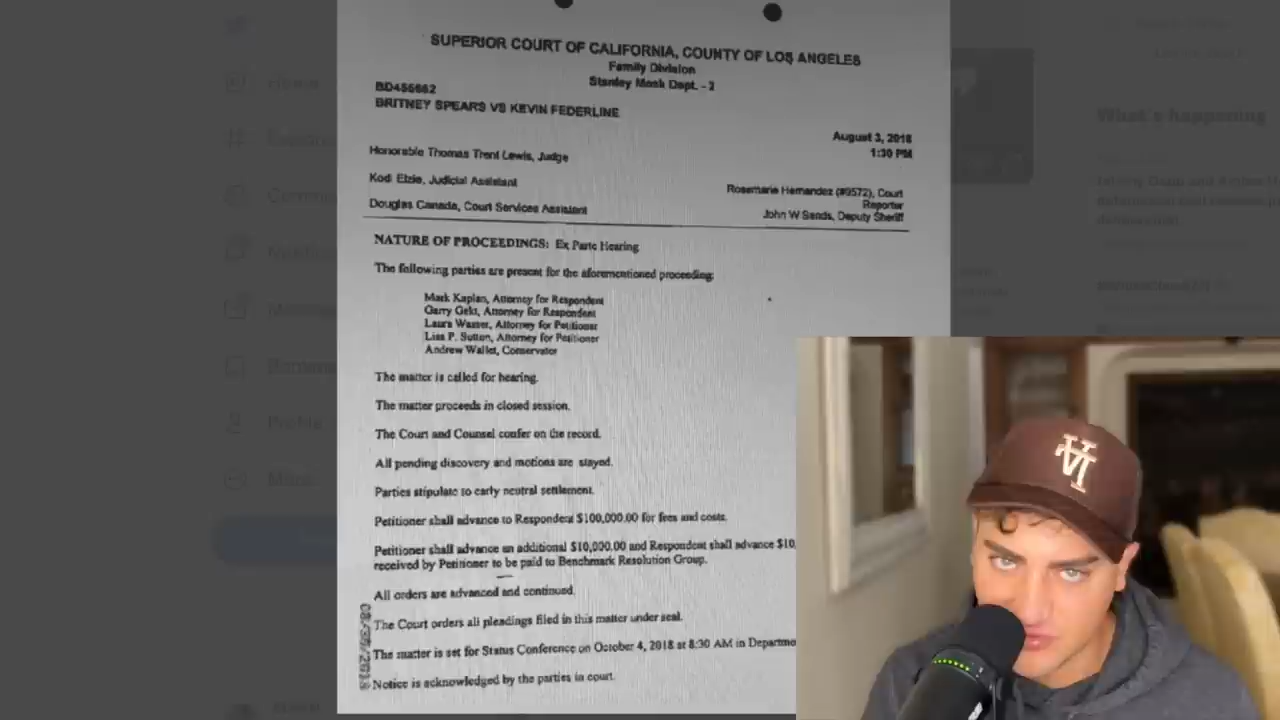 SUPERIOR COURT OF CALIFORNIA, COUNTY OF LOS ANGELES
Family Division
Stanley Mosk Dept. - 2
BD455662
BRITNEY SPEARS VS KEVIN FEDERLINE
August 3, 2018
1:30 PM
Honorable Thomas Trent Lewis, Judge
Kodi Elzie, Judicial Assistant
Douglas Canada, Court Services Assistant
Rosemarie Hernandez (#9572), Court
Reporter
John W Sands, Deputy Sheriff
NATURE OF PROCEEDINGS: Ex Parte Hearing
The following parties are present for the aforementioned proceeding:
Mark Kaplan, Attorney for Respondent
Garry Gekt, Attorney for Respondent
Laura Wasser, Attorney for Petitioner
Lisa P. Sutton, Attorney for Petitioner
Andrew Wallet, Conservator
The matter is called for hearing.
The matter proceeds in closed session.
The Court and Counsel confer on the record.
All pending discovery and motions are stayed.
Parties stipulate to early neutral settlement.
Petitioner shall advance to Respondent $100,000.00 for fees and costs.
Petitioner shall advance an additional $10,000.00 and Respondent shall advance $10,
received by Petitioner to be paid to Benchmark Resolution Group.
All orders are advanced and continued.
The Court orders all pleadings filed in this matter under seal.
The matter is set for Status Conference on October 4, 2018 at 8:30 AM in Departme
Notice is acknowledged by the parties in court.
What's happening
Home
Profile
More